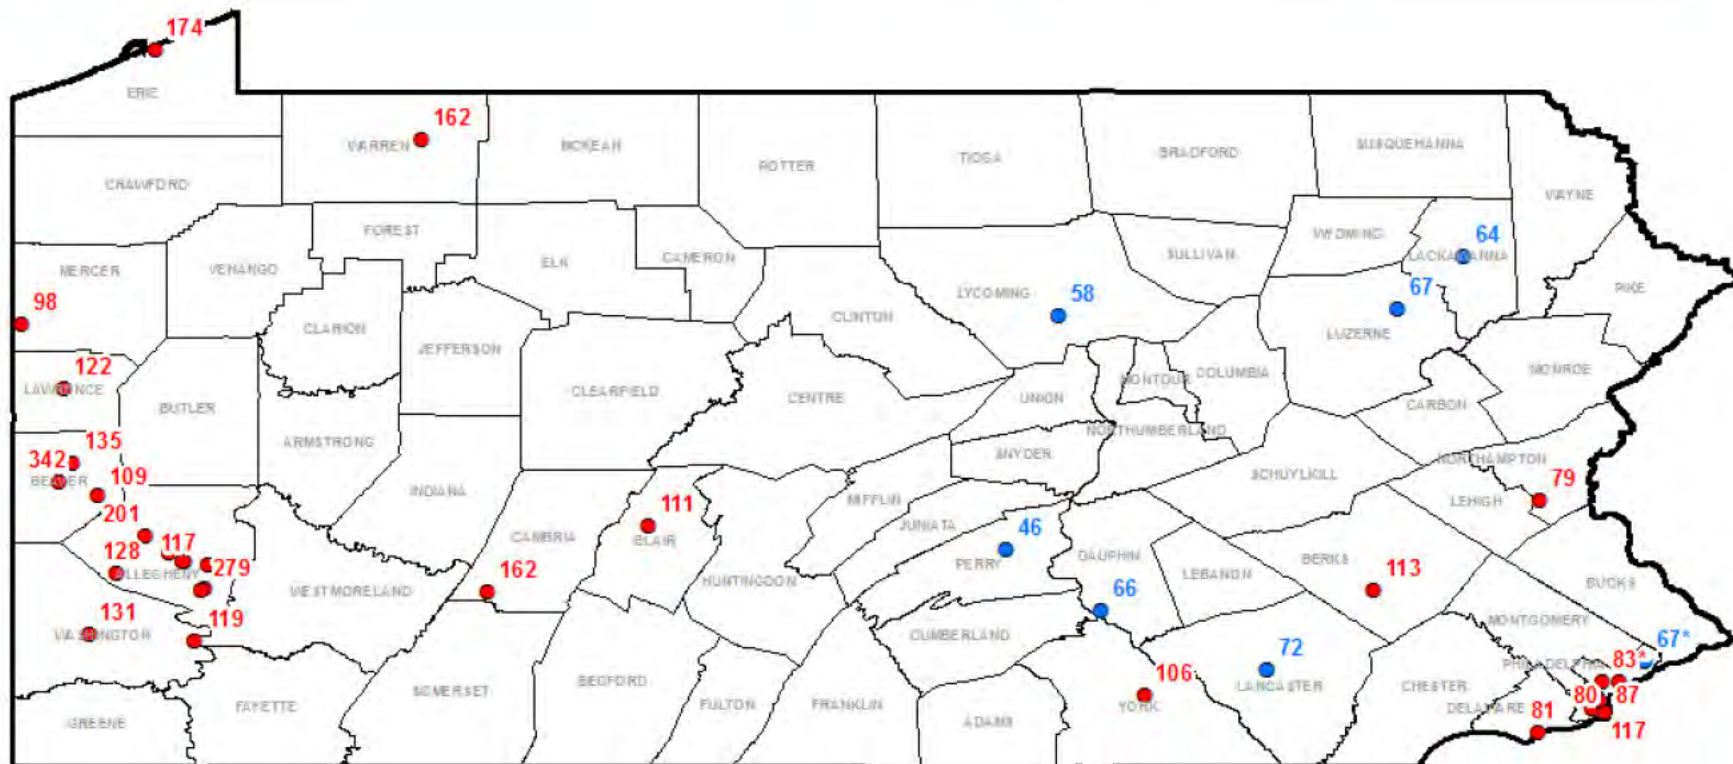 174
ERIE
162
WARREN
MCKEAN
POTTER
TIOGA
BRADFORD
SUSQUEHANNA
CRAWFORD
WAYNE
FOREST
WYOMING
64
LACKAWANNA
MERCER
VENANGO
ELK
CAMERON
SULLIVAN
98
LYCOMING
58
67
PIKE
CLARION
CLINTON
LUZERNE
JEFFERSON
122
LAWRENCE
MONROE
BUTLER
CLEARFIELD
CENTRE
UNION
MONTOUR
COLUMBIA
CARBON
135
ARMSTRONG
NORTHUMBERLAND
342
BEAVER
109
SNYDER
NORTHAMPTON
INDIANA
MIFFLIN
SCHUYLKILL
LEHIGH
79
201
111
CAMBRIA
BLAIR
JUNIATA
46
117
128
ALLEGHENY
279
162
PERRY
DAUPHIN
BERKS
113
HUNTINGDON
LEBANON
BUCKS
WESTMORELAND
66
119
131
WASHINGTON
CUMBERLAND
MONTGOMERY
67*
72
PHILADELPHIA
83*
106
SOMERSET
BEDFORD
LANCASTER
CHESTER
80
87
GREENE
FAYETTE
FULTON
FRANKLIN
ADAMS
YORK
DELAWARE
81
117